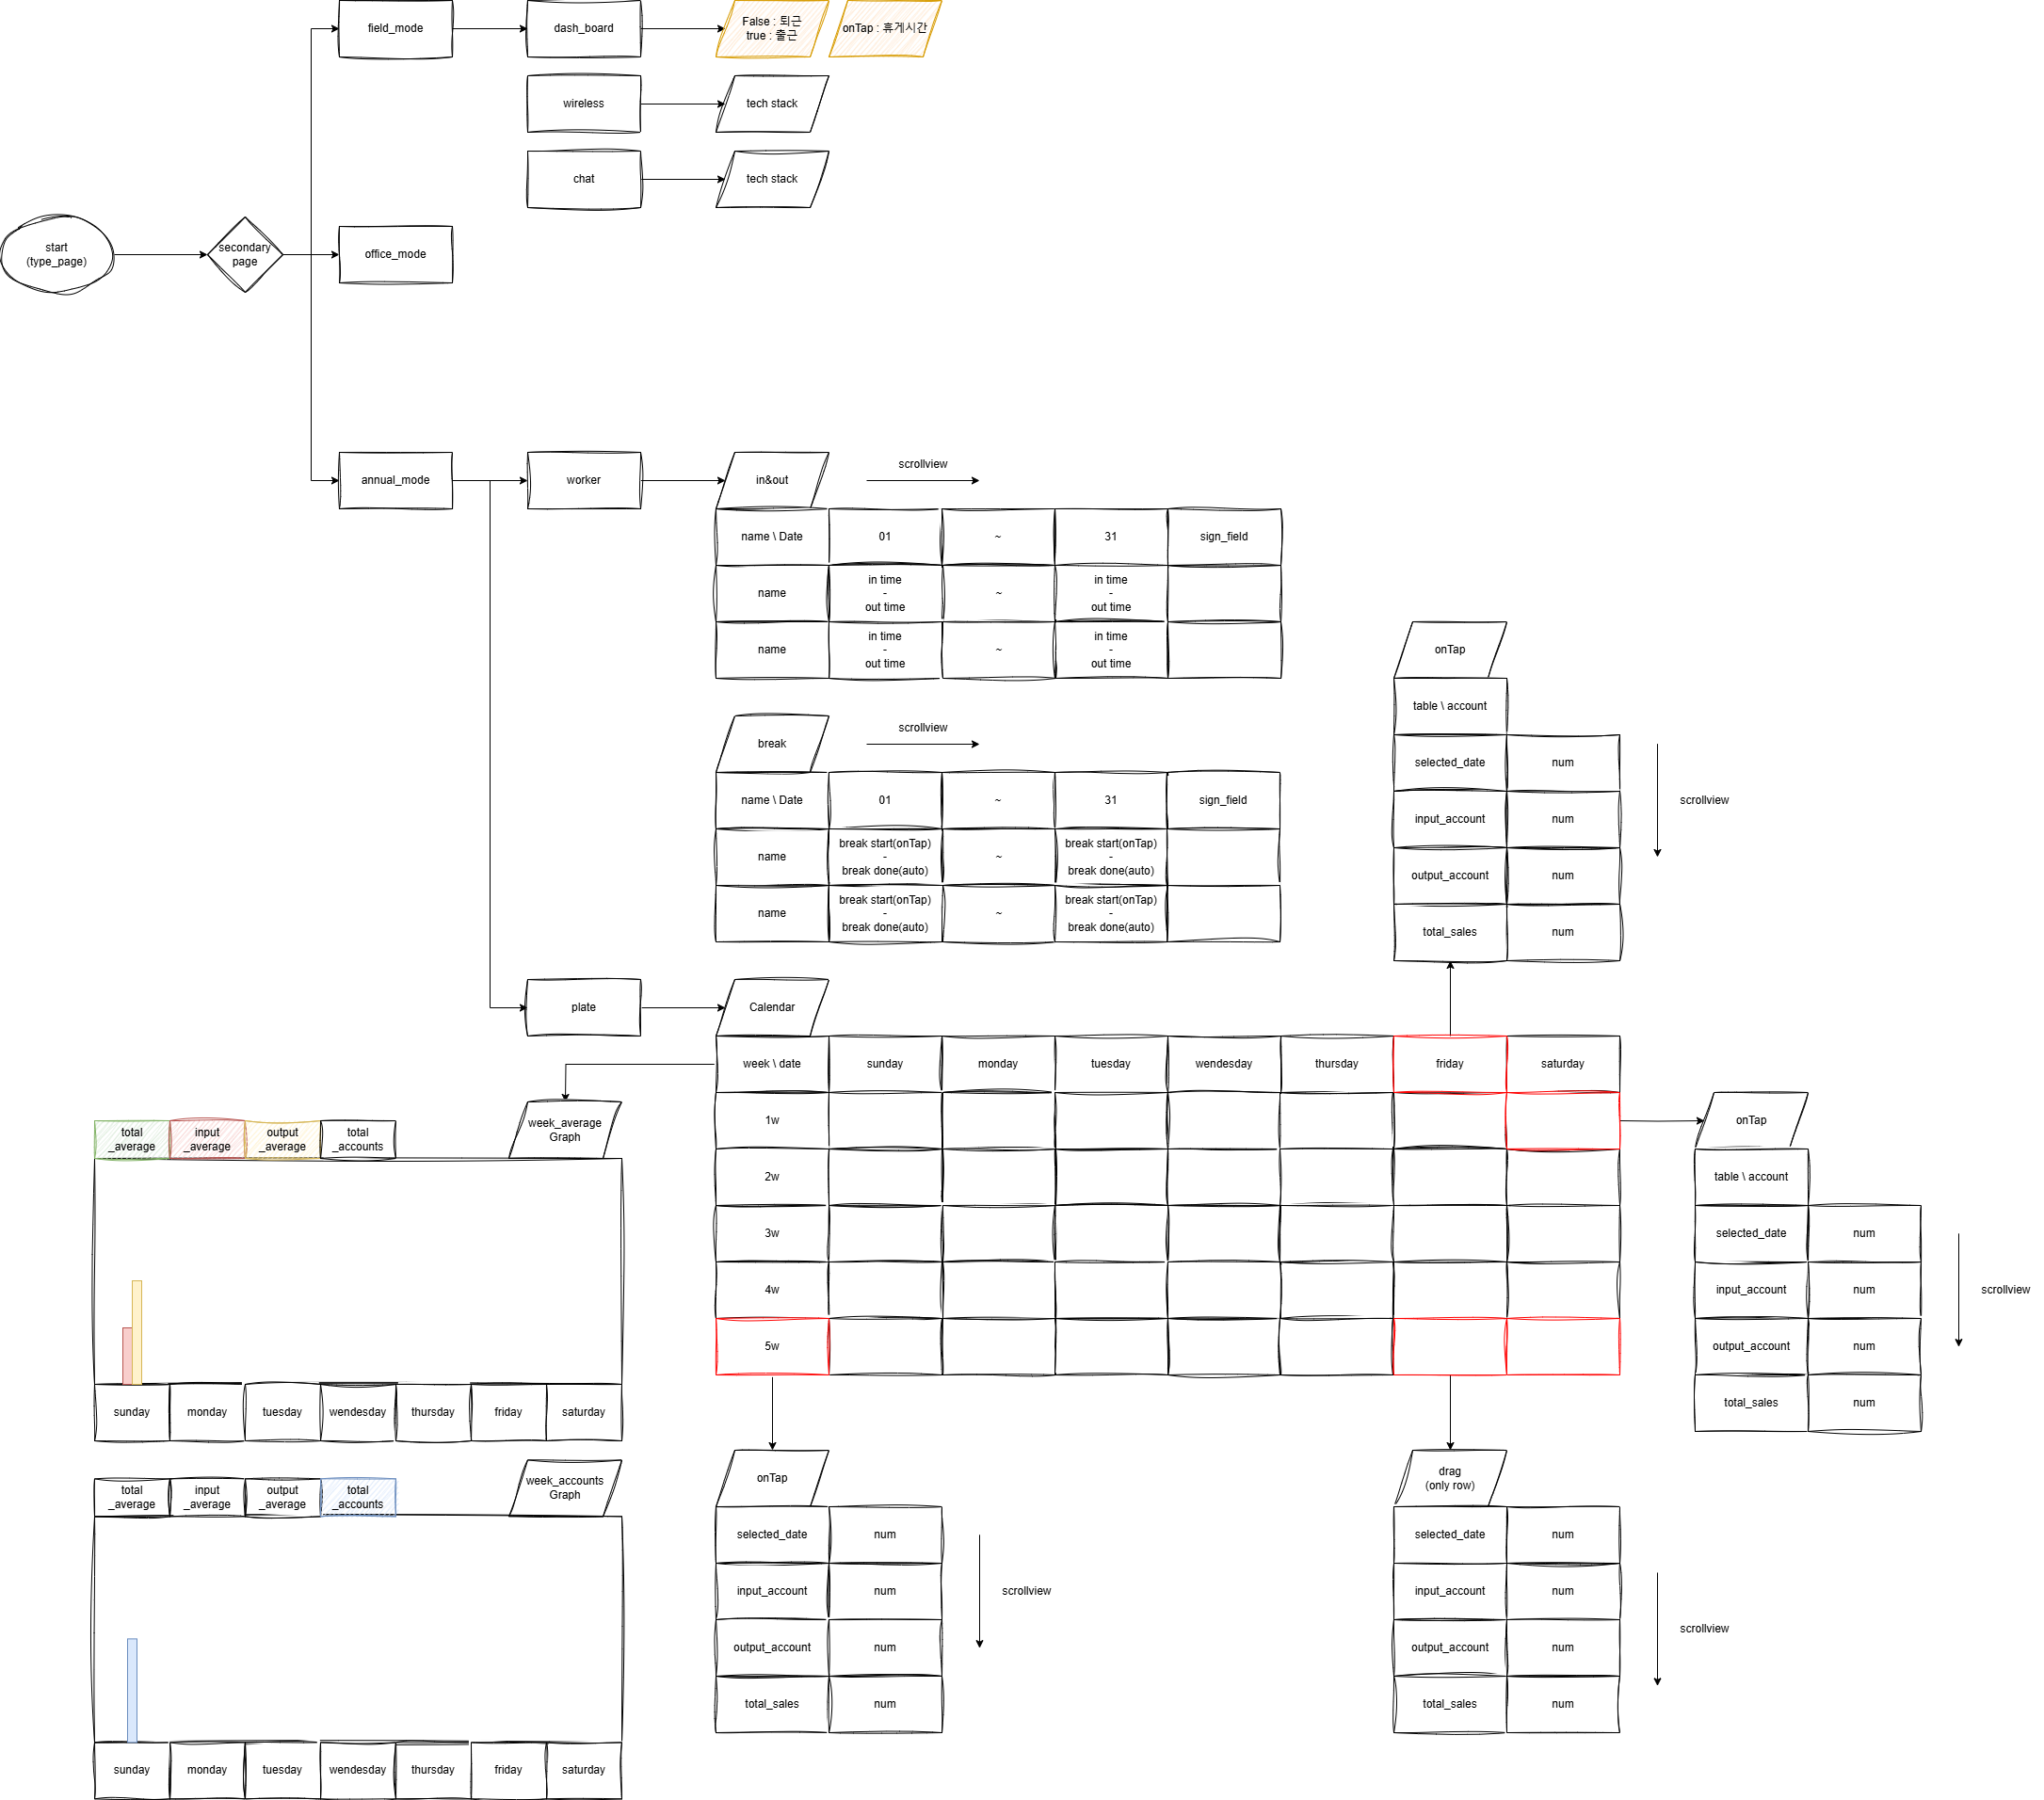 field_mode
dash_board
False : 퇴근
true : 출근
onTap : 휴게시간
wireless
tech stack
chat
tech stack
start
(type_page)
secondary
page
office_mode
annual_mode
worker
in&out
scrollview
name \ Date
01
~
31
sign_field
name
in time
-
out time
~
in time
-
out time
name
in time
-
out time
~
in time
-
out time
break
scrollview
name \ Date
01
~
31
sign_field
name
break start(onTap)
-
break done(auto)
~
break start(onTap)
-
break done(auto)
name
break start(onTap)
-
break done(auto)
~
break start(onTap)
-
break done(auto)
onTap
table \ account
selected_date
num
input_account
num
output_account
num
total_sales
num
scrollview
plate
Calendar
week \ date
sunday
monday
tuesday
wendesday
thursday
friday
saturday
1w
2w
3w
4w
5w
onTap
table \ account
selected_date
num
input_account
num
output_account
num
total_sales
num
scrollview
total
_average
input
_average
output
_average
total
_accounts
week_average
Graph
sunday
monday
tuesday
wendesday
thursday
friday
saturday
total
_average
input
_average
output
_average
total
_accounts
week_accounts
Graph
sunday
monday
tuesday
wendesday
thursday
friday
saturday
onTap
selected_date
num
input_account
num
output_account
num
total_sales
num
scrollview
drag
(only row)
selected_date
num
input_account
num
output_account
num
total_sales
num
scrollview